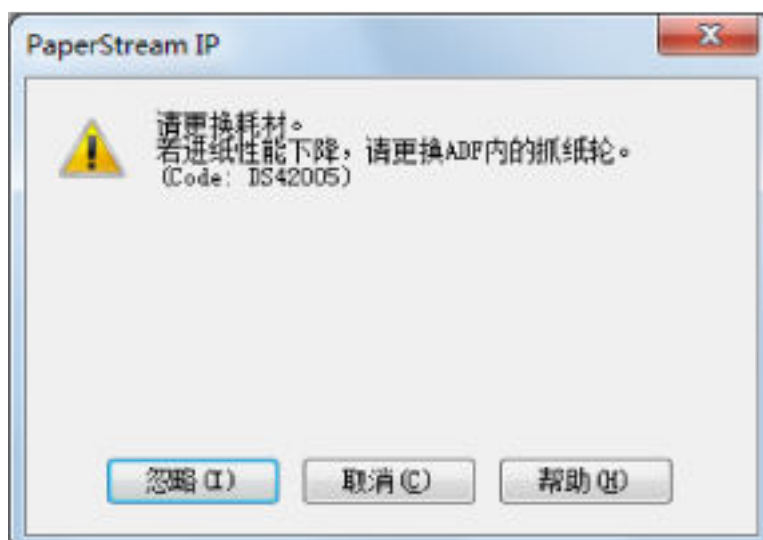 PaperStream IP
请更换耗材。
若进纸性能下降，请更换ADF内的抓纸轮。
(Code: DS42005)
忽略(I)
取消(C)
帮助(H)